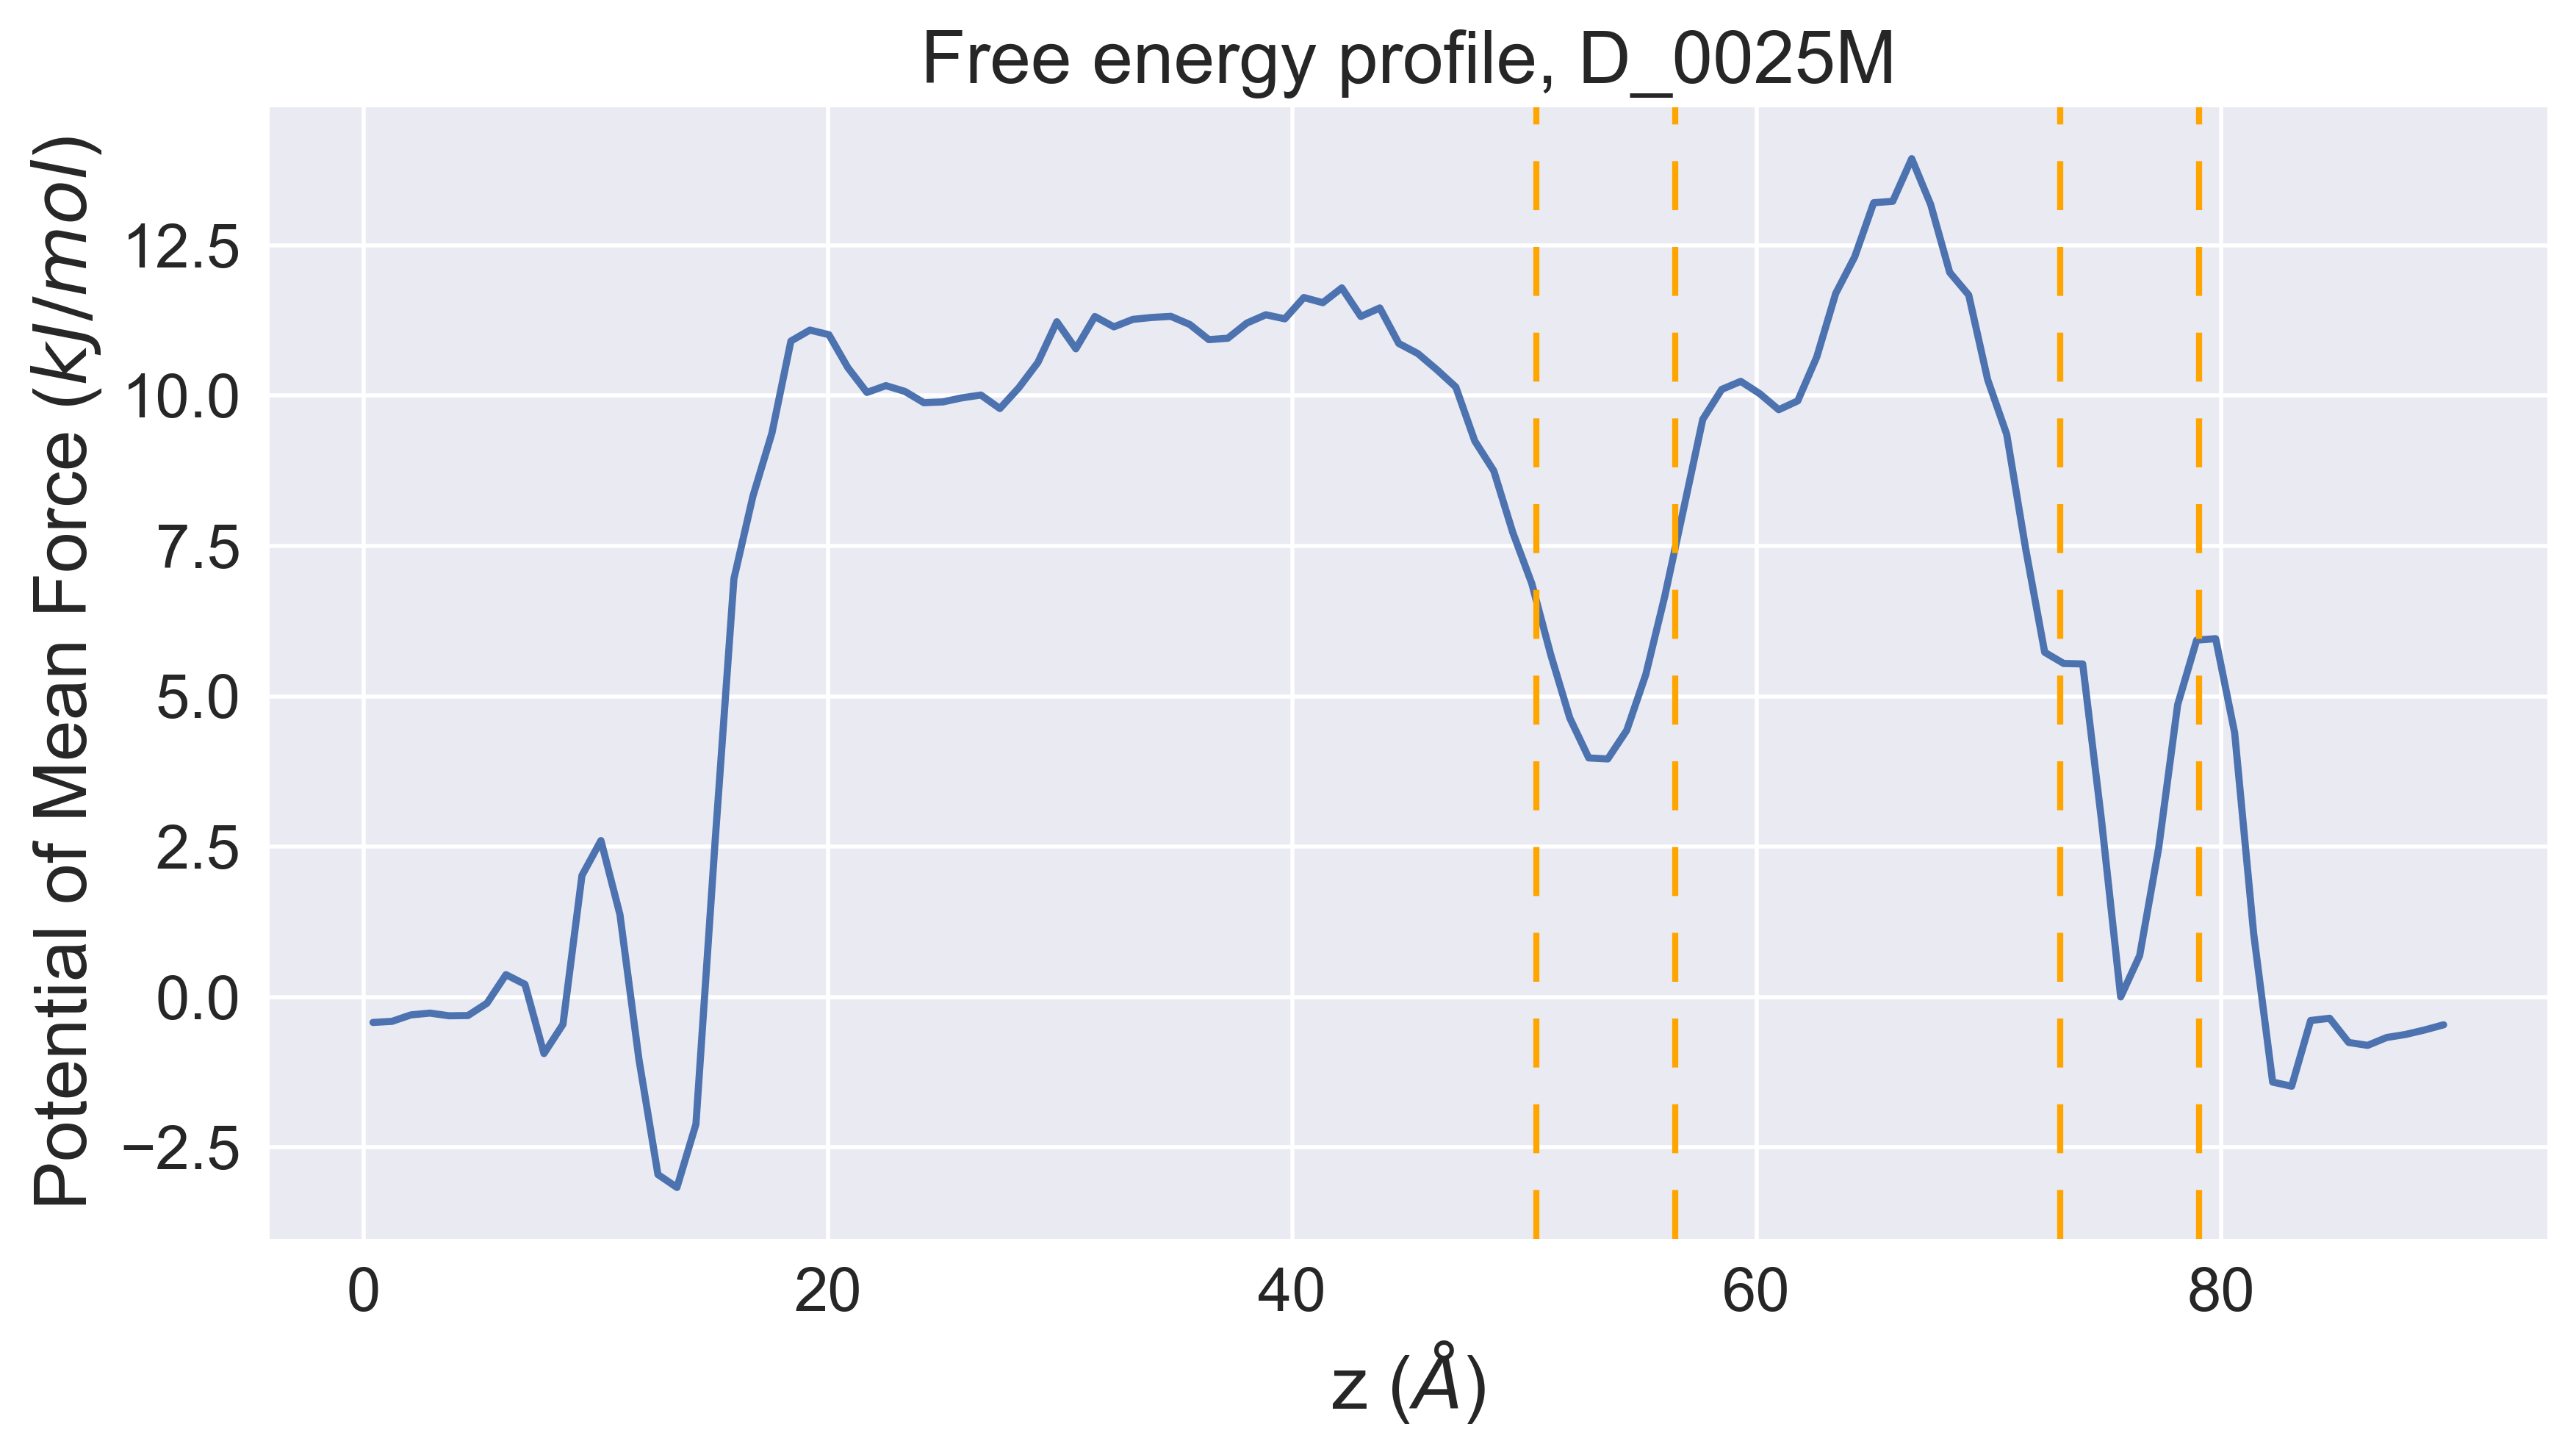 Free energy profile, D_0025M
Potential of Mean Force (kJ/mol)
12.5
10.0
7.5
5.0
2.5
0.0
−2.5
0 20 40 60 80
z (Å)